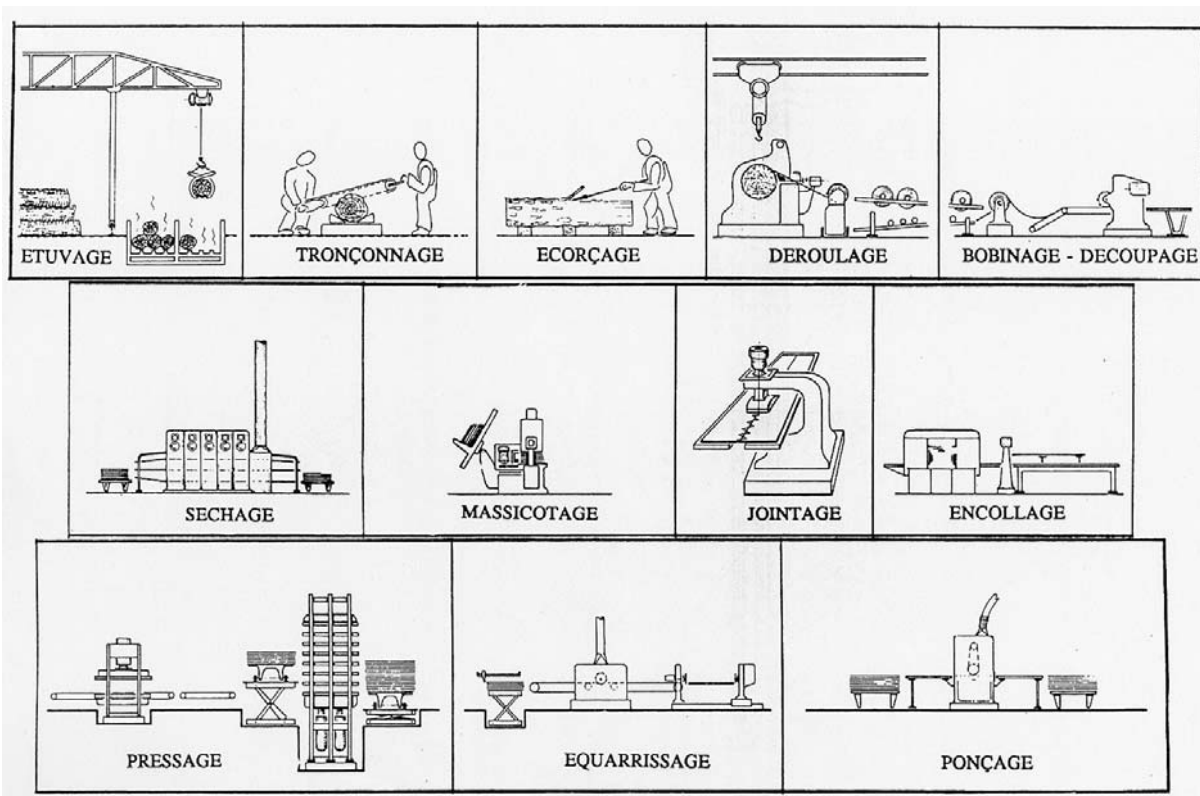 ETUVAGE
TRONÇONNAGE
ECORÇAGE
DEROULAGE
BOBINAGE - DECOUPAGE
SECHAGE
MASSICOTAGE
JOINTAGE
ENCOLLAGE
PRESSAGE
EQUARRISSAGE
PONÇAGE